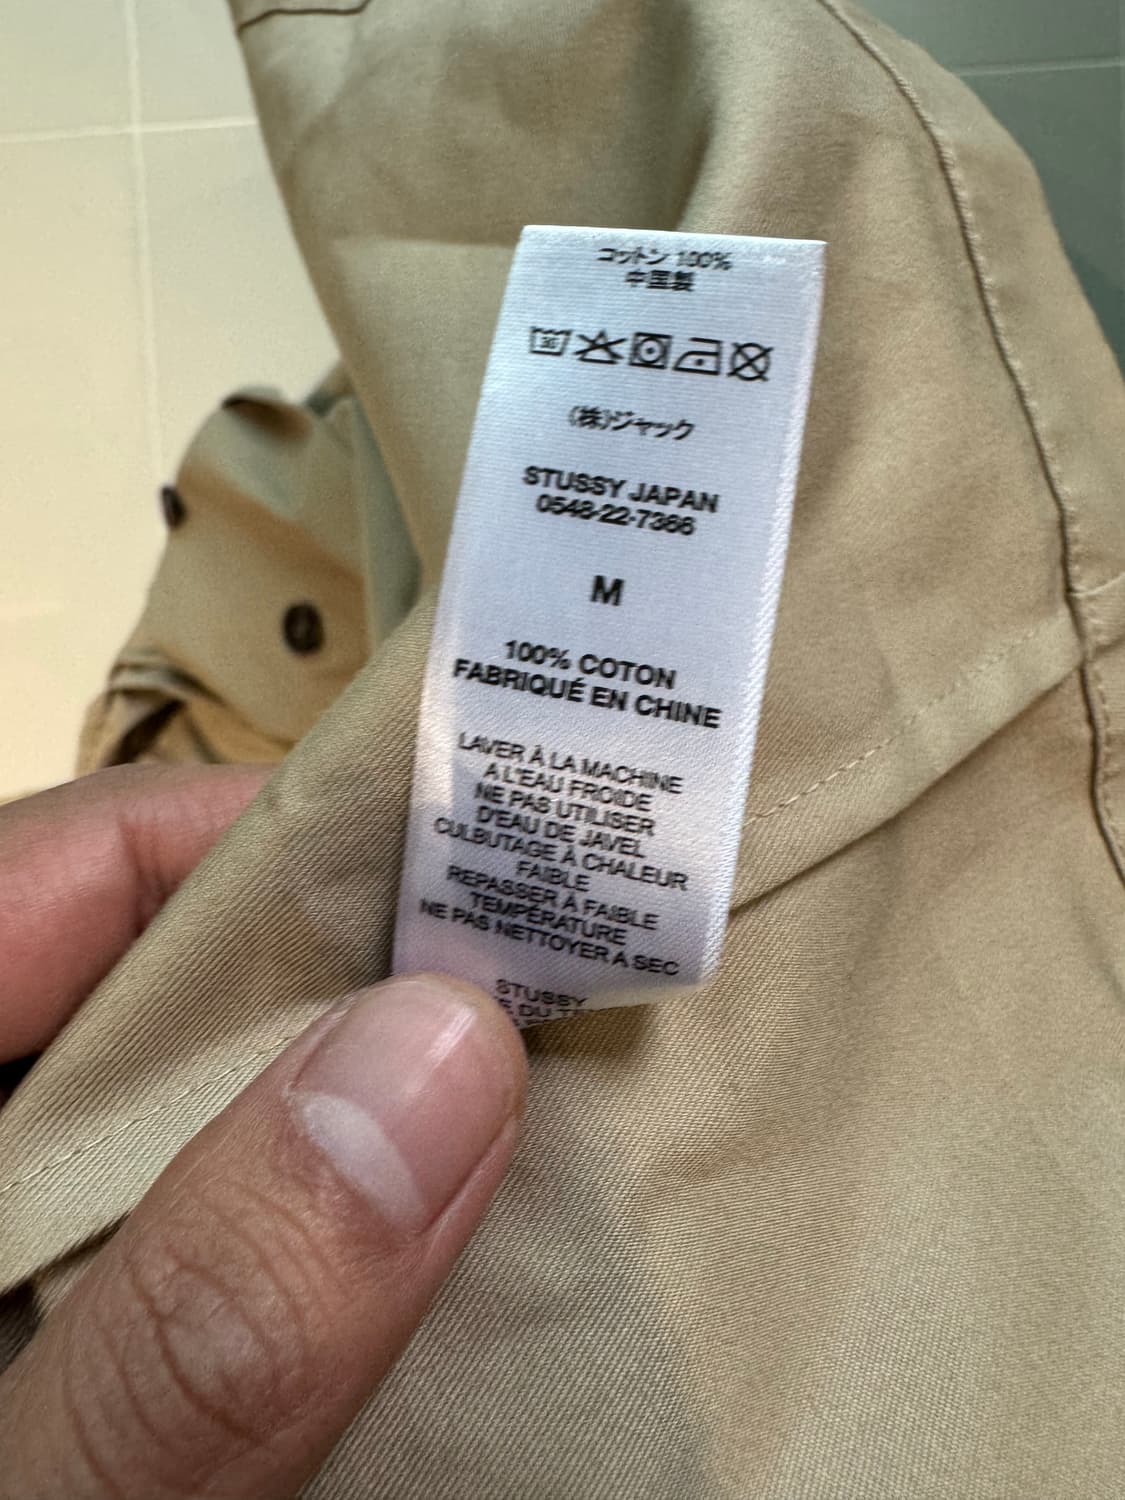 コットン 100%
中国製
30
(株)ジャック
STUSSY JAPAN
0548-22-7366
M
100% COTON
FABRIQUÉ EN CHINE
LAVER À LA MACHINE
A L'EAU FROIDE
NE PAS UTILISER
D'EAU DE JAVEL
CULBUTAGE À CHALEUR
FAIBLE
REPASSER À FAIBLE
TEMPÉRATURE
NE PAS NETTOYER A SEC
STUSSY
DU